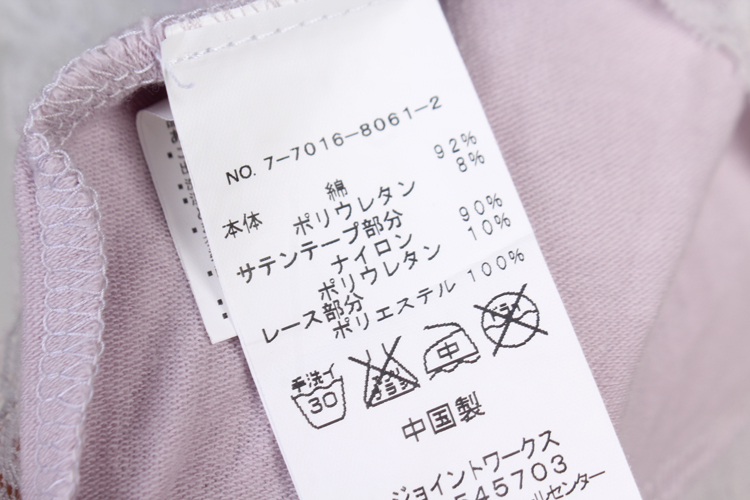 NO. 7-7016-8061-2
本体 綿 92%
ポリウレタン 8%
サテンテープ部分
ナイロン 90%
ポリウレタン 10%
レース部分
ポリエステル 100%
手洗イ
30
中
中国製
ジョイントワークス
545703
センター